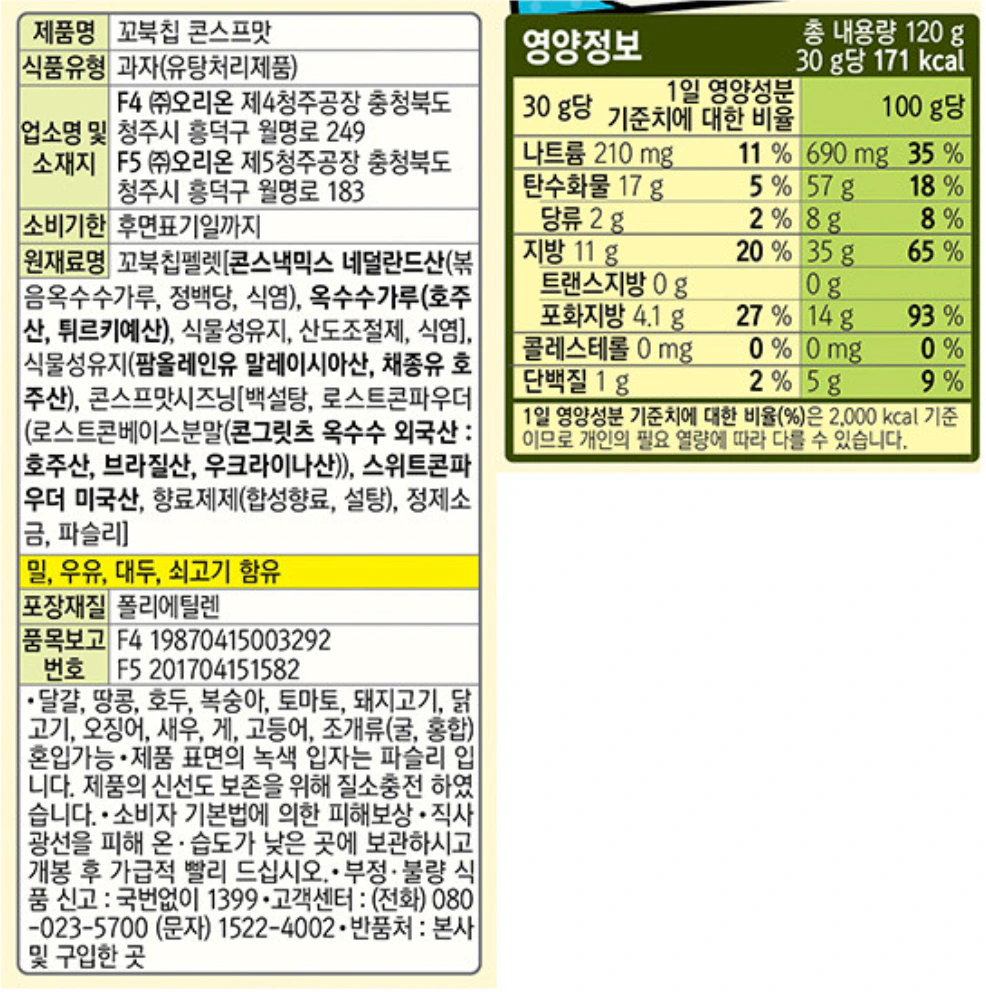 제품명 꼬북칩 콘스프맛
식품유형 과자(유탕처리제품)
업소명 및 소재지
F4 ㈜오리온 제4청주공장 충청북도
청주시 흥덕구 월명로 249
F5 ㈜오리온 제5청주공장 충청북도
청주시 흥덕구 월명로 183
소비기한 후면표기일까지
원재료명 꼬북칩펠렛[콘스낵믹스 네덜란드산(볶
음옥수수가루, 정백당, 식염), 옥수수가루(호주
산, 튀르키예산), 식물성유지, 산도조절제, 식염],
식물성유지(팜올레인유 말레이시아산, 채종유 호
주산), 콘스프맛시즈닝[백설탕, 로스트콘파우더
(로스트콘베이스분말(콘그릿츠 옥수수 외국산 :
호주산, 브라질산, 우크라이나산)), 스위트콘파
우더 미국산, 향료제제(합성향료, 설탕), 정제소
금, 파슬리]
밀, 우유, 대두, 쇠고기 함유
포장재질 폴리에틸렌
품목보고
번호
F4 19870415003292
F5 201704151582
•달걀, 땅콩, 호두, 복숭아, 토마토, 돼지고기, 닭
고기, 오징어, 새우, 게, 고등어, 조개류(굴, 홍합)
혼입가능•제품 표면의 녹색 입자는 파슬리 입
니다. 제품의 신선도 보존을 위해 질소충전 하였
습니다.•소비자 기본법에 의한 피해보상•직사
광선을 피해 온·습도가 낮은 곳에 보관하시고
개봉 후 가급적 빨리 드십시오.•부정·불량 식
품 신고 : 국번없이 1399•고객센터 : (전화) 080
-023-5700 (문자) 1522-4002•반품처 : 본사
및 구입한 곳
영양정보
총 내용량 120 g
30 g당 171 kcal
30 g당 1일 영양성분 기준치에 대한 비율 100 g당
나트륨 210 mg 11 % 690 mg 35 %
탄수화물 17 g 5 % 57 g 18 %
당류 2 g 2 % 8 g 8 %
지방 11 g 20 % 35 g 65 %
트랜스지방 0 g 0 g
포화지방 4.1 g 27 % 14 g 93 %
콜레스테롤 0 mg 0 % 0 mg 0 %
단백질 1 g 2 % 5 g 9 %
1일 영양성분 기준치에 대한 비율(%)은 2,000 kcal 기준
이므로 개인의 필요 열량에 따라 다를 수 있습니다.